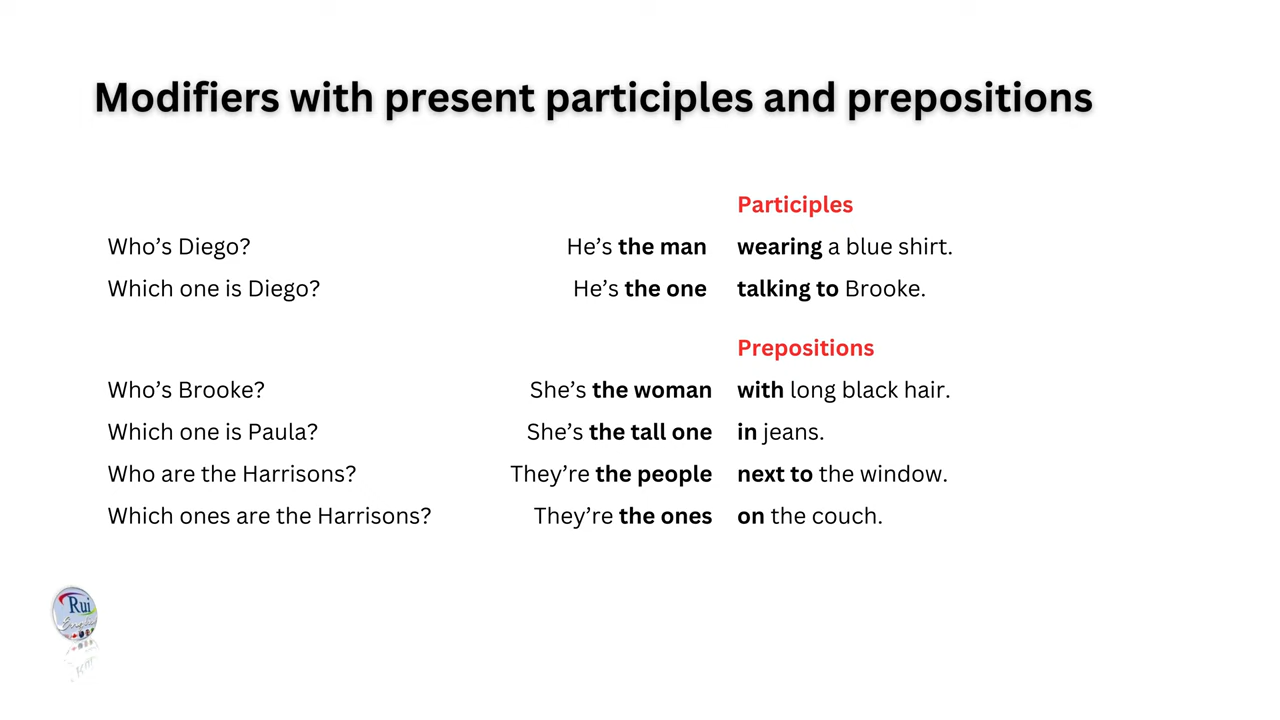 Modifiers with present participles and prepositions
Participles
Who’s Diego? He’s the man wearing a blue shirt.
Which one is Diego? He’s the one talking to Brooke.
Prepositions
Who’s Brooke? She’s the woman with long black hair.
Which one is Paula? She’s the tall one in jeans.
Who are the Harrisons? They’re the people next to the window.
Which ones are the Harrisons? They’re the ones on the couch.
Rui